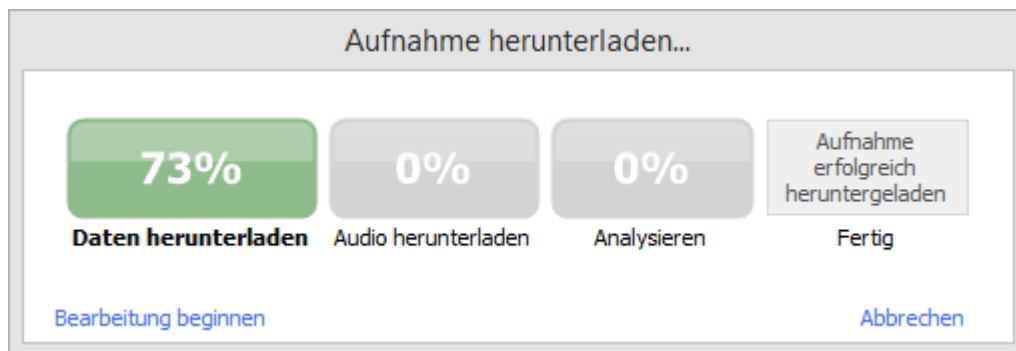 Aufnahme herunterladen...
73%
0%
0%
Aufnahme
erfolgreich
heruntergeladen
Daten herunterladen
Audio herunterladen
Analysieren
Fertig
Bearbeitung beginnen
Abbrechen